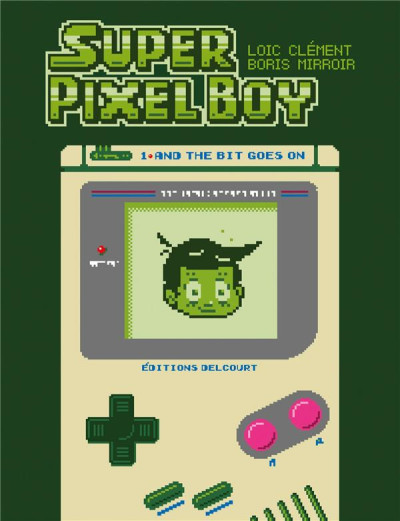 SUPER
PIXEL BOY
LOIC CLÉMENT
BORIS MIRROIR
1•AND THE BIT GOES ON
ÉDITIONS DELCOURT